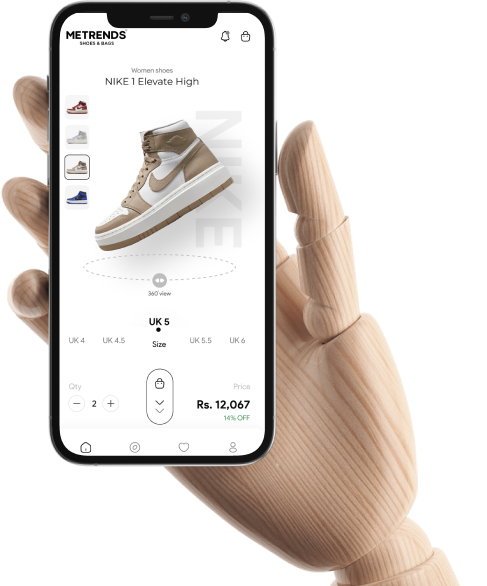 METRENDS
SHOES & BAGS
Women shoes
NIKE 1 Elevate High
NIKE
360°view
UK 5
UK 4
UK 4.5
Size
UK 5.5
UK 6
Qty
2
Price
Rs. 12,067
14% OFF